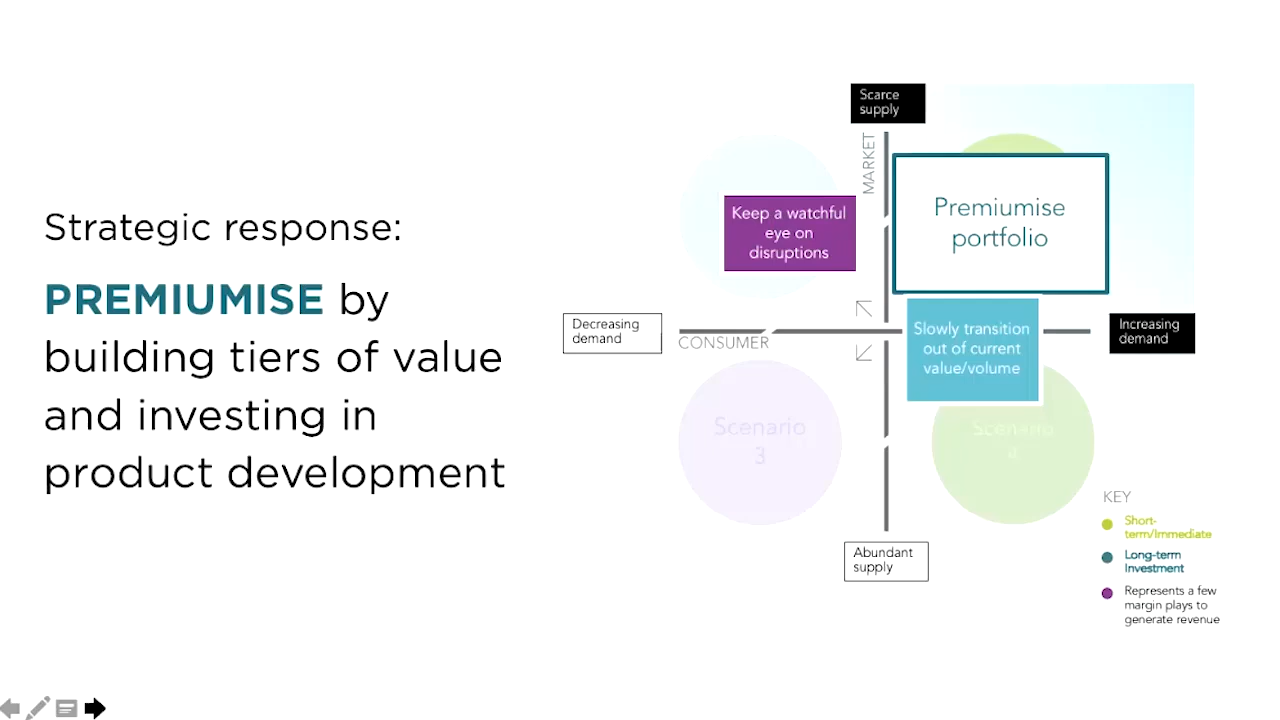 Strategic response:
PREMIUMISE by
building tiers of value
and investing in
product development
Scarce
supply
MARKET
Keep a watchful
eye on
disruptions
Premiumise
portfolio
Decreasing
demand
CONSUMER
Slowly transition
out of current
value/volume
Increasing
demand
Scenario
3
Scenario
Abundant
supply
KEY
Short-
term/Immediate
Long-term
Investment
Represents a few
margin plays to
generate revenue